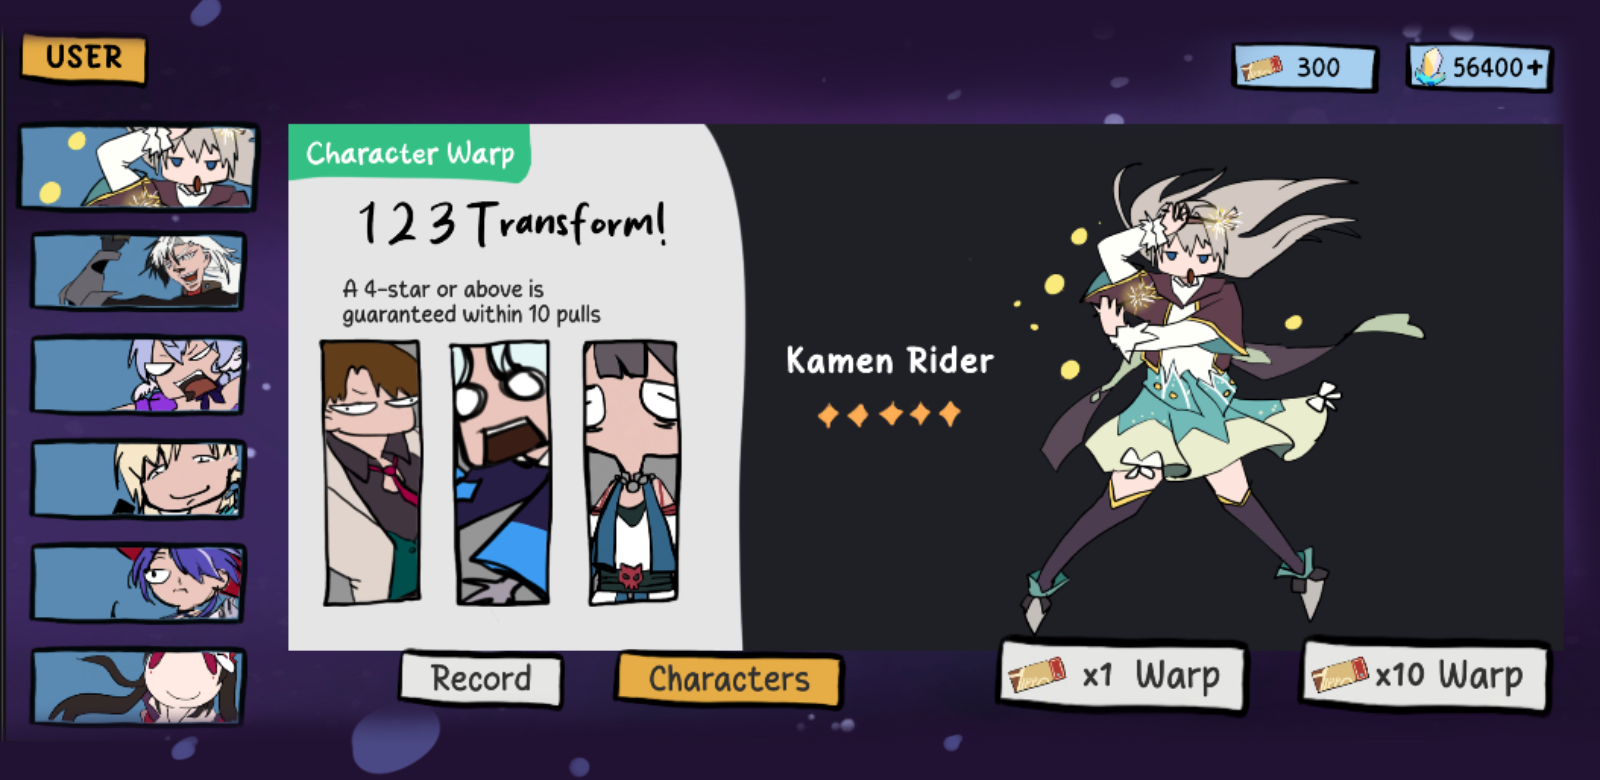 USER
300
56400+
Character Warp
1 2 3 Transform!
A 4-star or above is
guaranteed within 10 pulls
Kamen Rider
Record
Characters
x1 Warp
x10 Warp